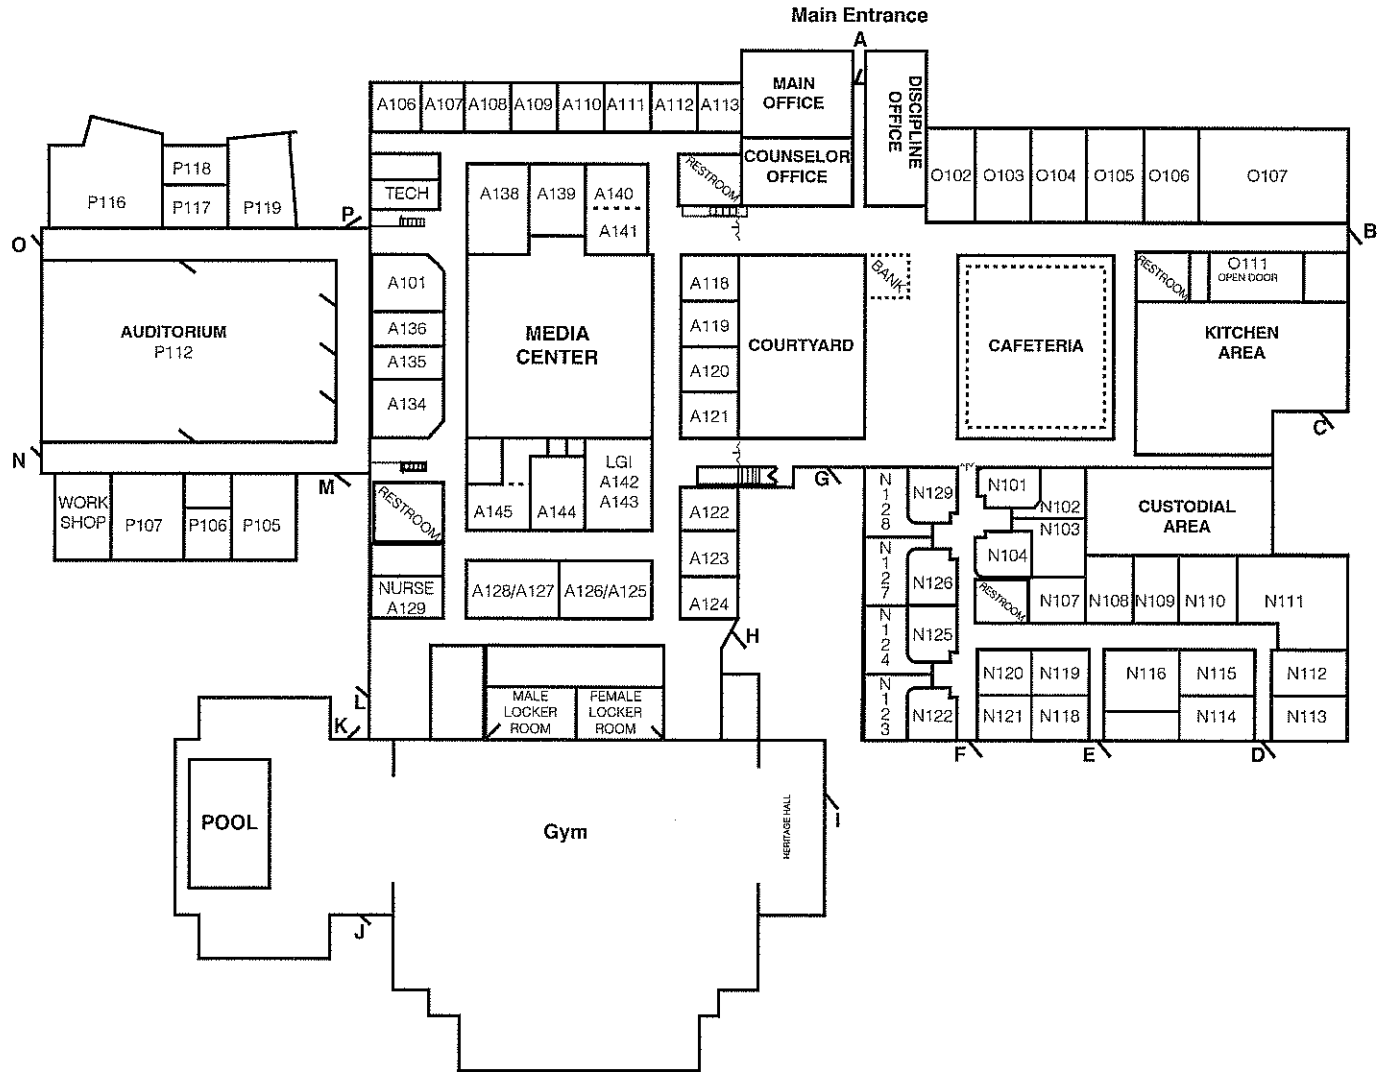 Main Entrance
A
MAIN
OFFICE
DISCIPLINE
OFFICE
A106
A107
A108
A109
A110
A111
A112
A113
COUNSELOR
OFFICE
RESTROOM
O102
O103
O104
O105
O106
O107
B
P116
P118
P117
P119
P
O
TECH
A138
A139
A140
A141
A101
A136
A135
A134
MEDIA
CENTER
A118
A119
A120
A121
COURTYARD
BANK
CAFETERIA
RESTROOM
O111
OPEN DOOR
KITCHEN
AREA
C
AUDITORIUM
P112
N
M
WORK
SHOP
P107
P106
P105
RESTROOM
NURSE
A129
A145
A144
LGI
A142
A143
A128/A127
A126/A125
A122
A123
A124
G
H
N128
N129
N127
N126
N124
N125
N123
N122
N101
N102
N103
N104
RESTROOM
N107
N108
N109
N110
N111
CUSTODIAL
AREA
N120
N119
N121
N118
N116
N115
N114
N112
N113
F
E
D
L
K
MALE
LOCKER
ROOM
FEMALE
LOCKER
ROOM
POOL
Gym
HERITAGE HALL
I
J